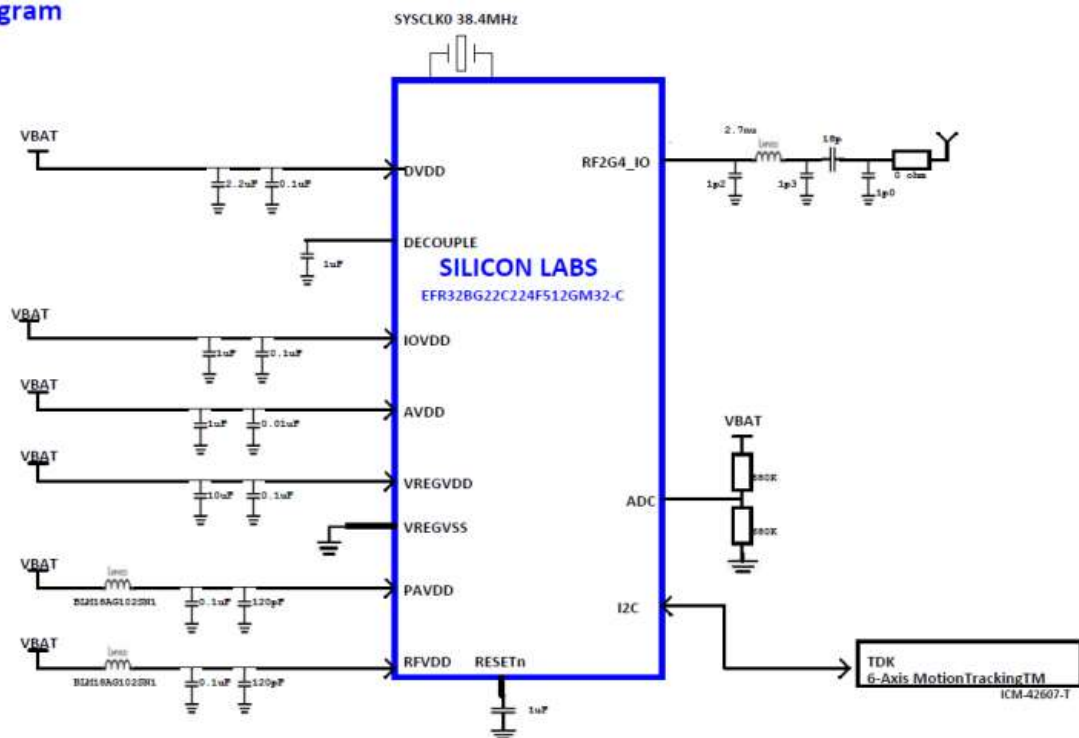 gram
SYSCLK0 38.4MHz
VBAT
DVDD
2.2uF
0.1uF
DECOUPLE
1uF
SILICON LABS
EFR32BG22C224F512GM32-C
VBAT
IOVDD
1uF
0.1uF
VBAT
AVDD
1uF
0.01uF
VBAT
VREGVDD
10uF
0.1uF
VREGVSS
VBAT
PAVDD
BLM18AG102SN1
0.1uF
120pF
VBAT
RFVDD
BLM18AG102SN1
0.1uF
120pF
RESETn
1uF
RF2G4_IO
1p2
1p3
18p
1p0
0 ohm
VBAT
ADC
680K
680K
I2C
TDK
6-Axis MotionTrackingTM
ICM-42607-T